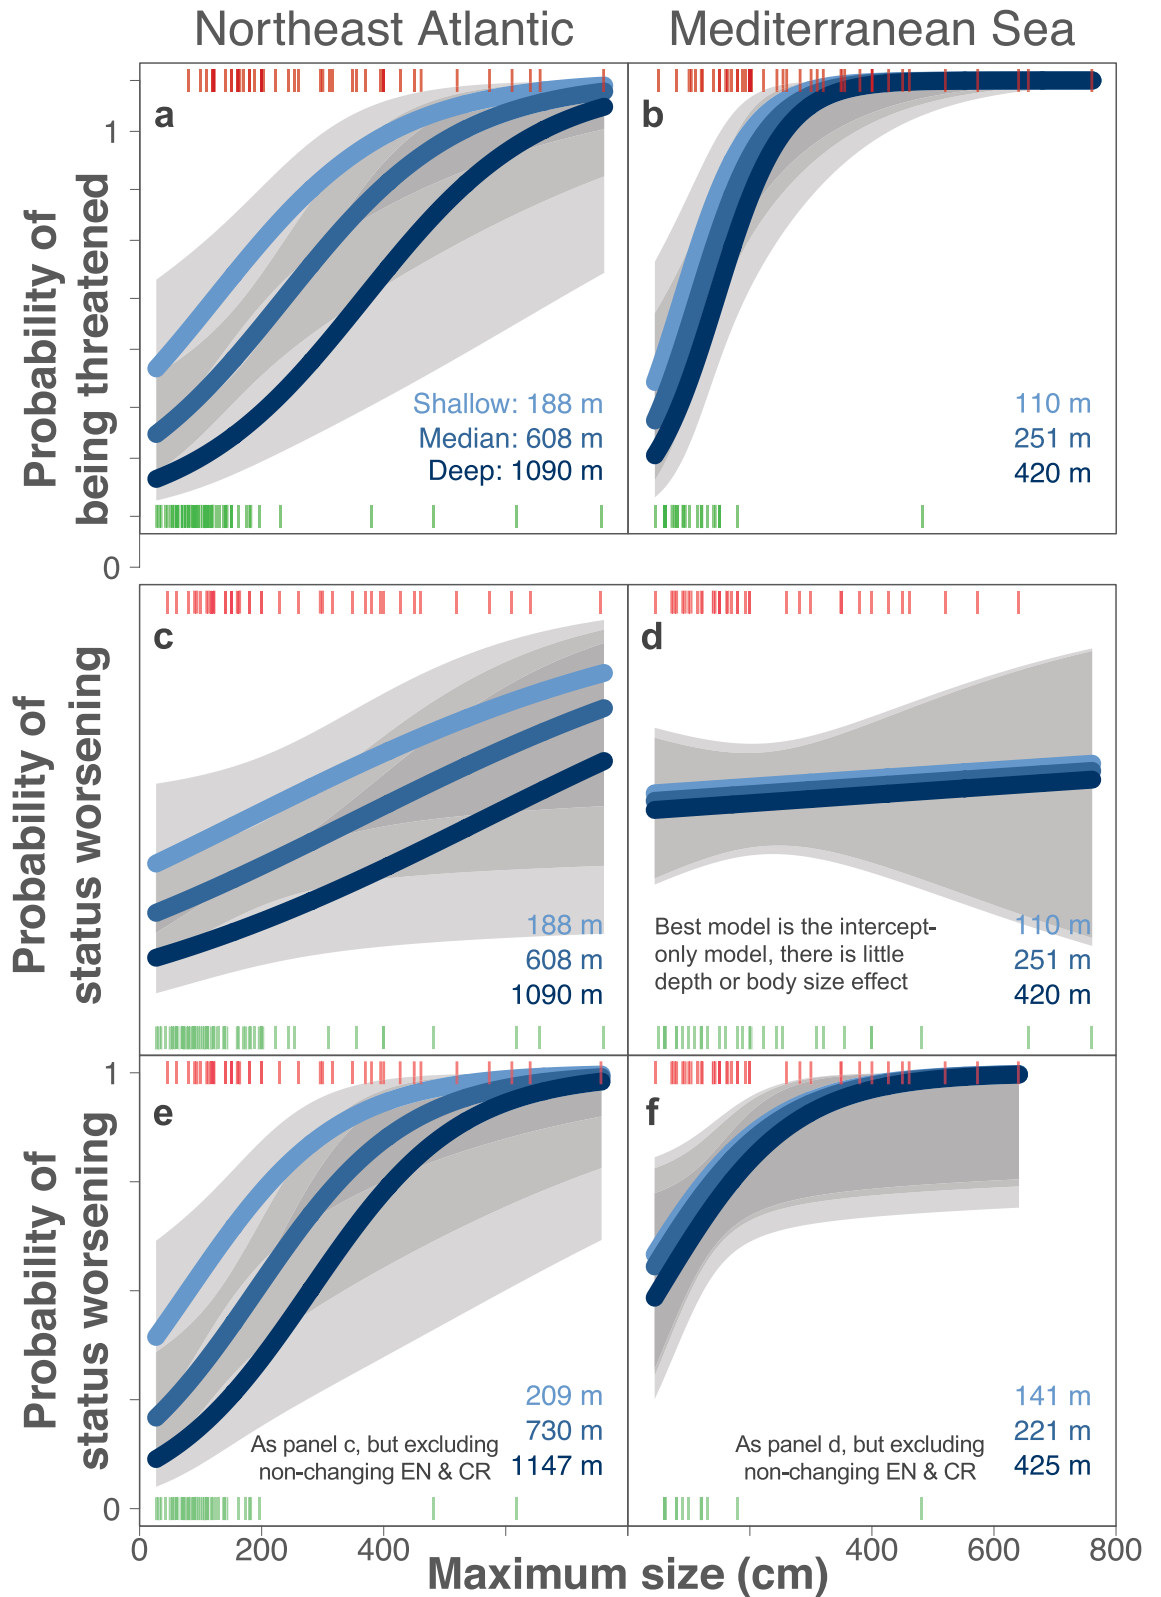 Northeast Atlantic
Mediterranean Sea
Probability of
being threatened
1
0
a
Shallow: 188 m
Median: 608 m
Deep: 1090 m
b
110 m
251 m
420 m
Probability of
status worsening
c
188 m
608 m
1090 m
d
Best model is the intercept-
only model, there is little
depth or body size effect
110 m
251 m
420 m
Probability of
status worsening
1
0
e
209 m
730 m
1147 m
As panel c, but excluding
non-changing EN & CR
f
141 m
221 m
425 m
As panel d, but excluding
non-changing EN & CR
0 200 400 400 600 800
Maximum size (cm)